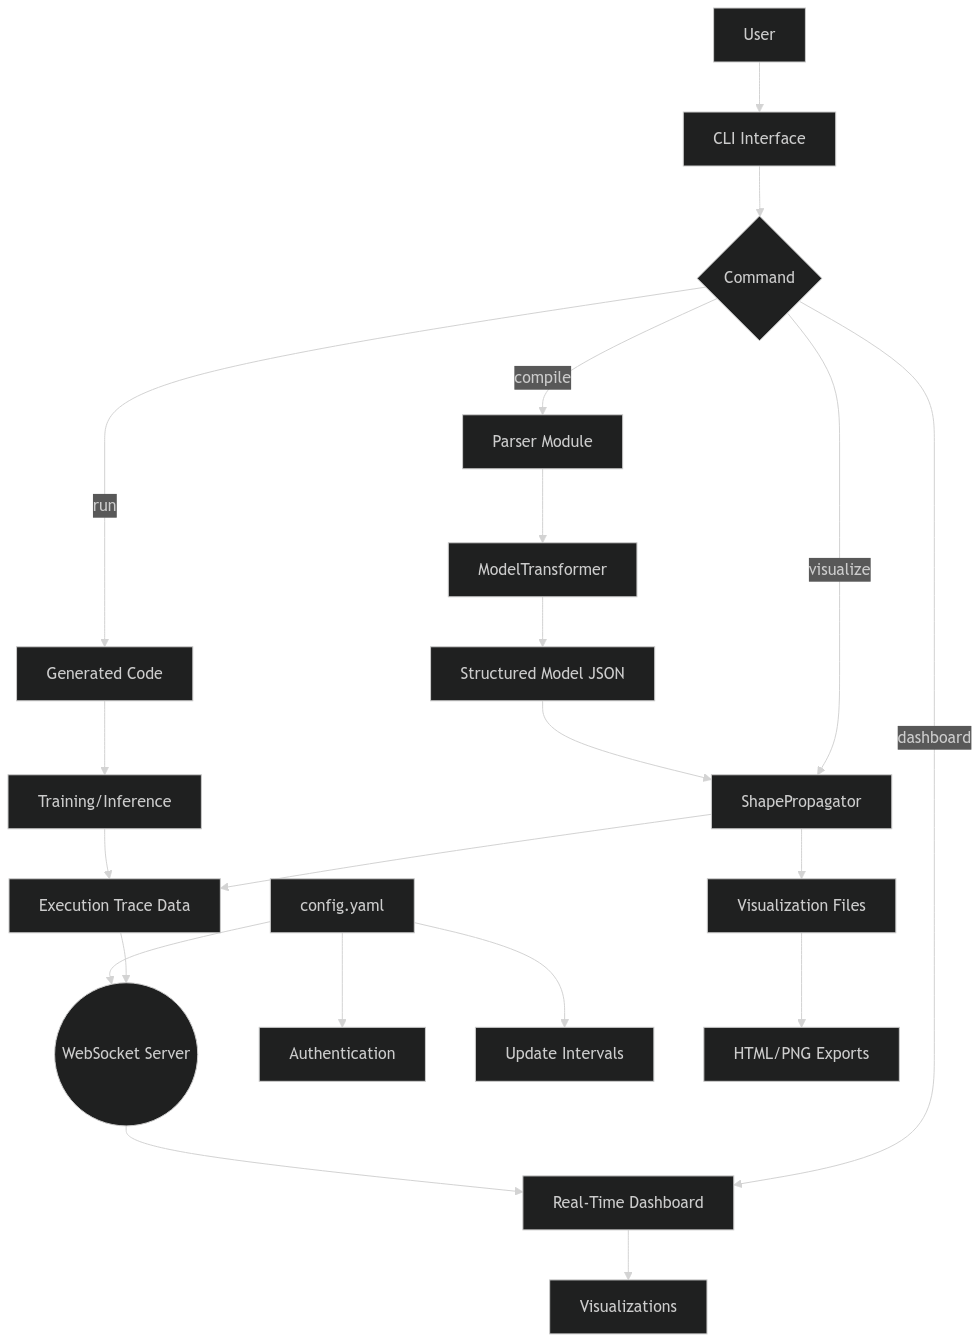 User
CLI Interface
Command
compile
Parser Module
run
ModelTransformer
visualize
Generated Code
Structured Model JSON
dashboard
Training/Inference
ShapePropagator
Execution Trace Data
config.yaml
Visualization Files
WebSocket Server
Authentication
Update Intervals
HTML/PNG Exports
Real-Time Dashboard
Visualizations